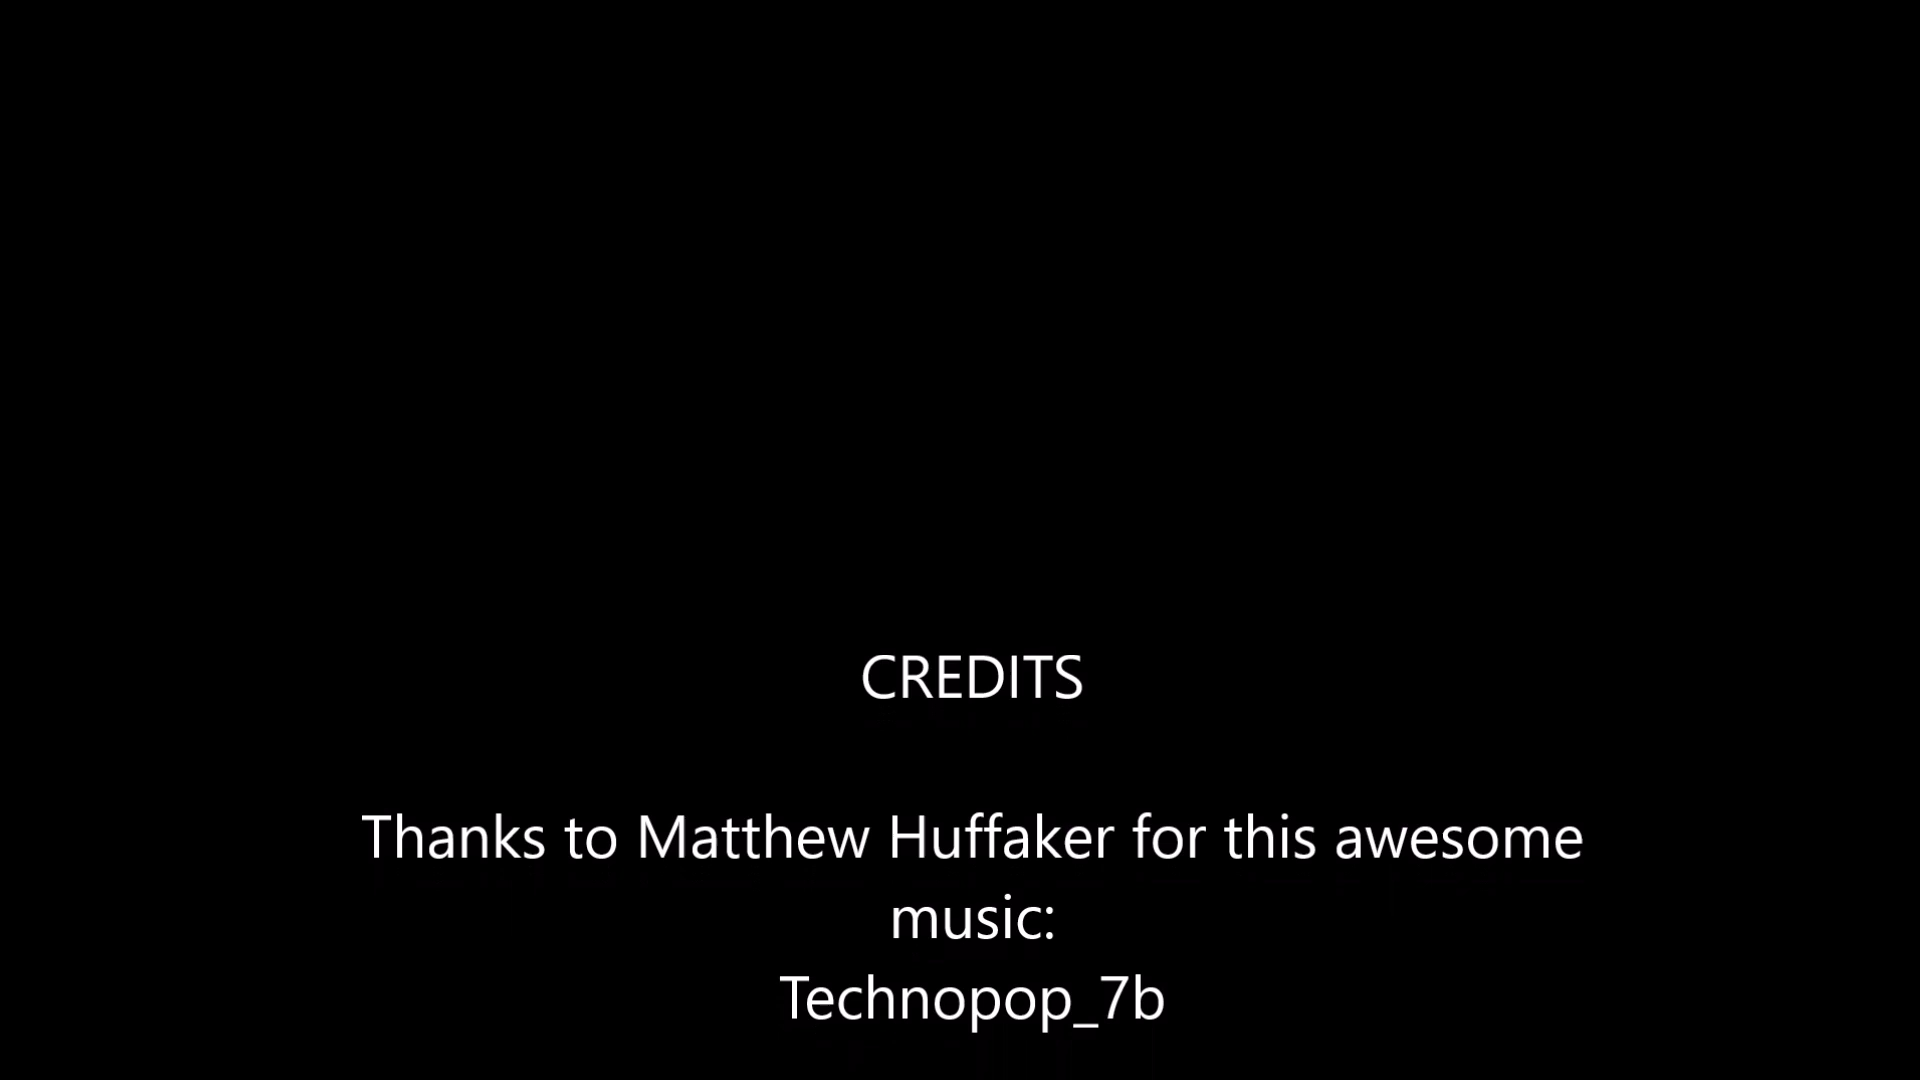 CREDITS
Thanks to Matthew Huffaker for this awesome
music:
Technopop_7b